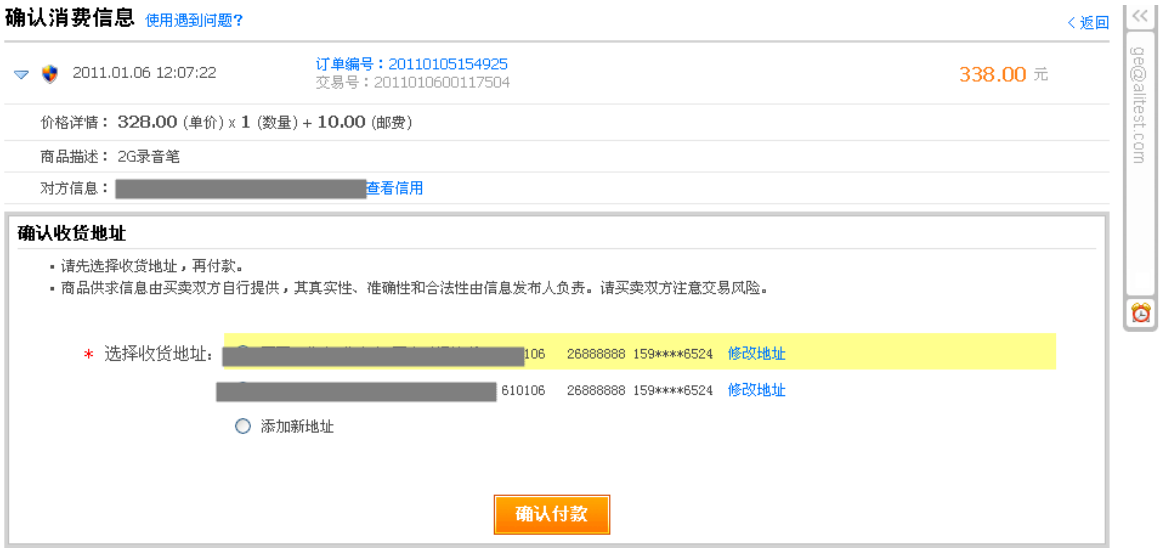 确认消费信息 使用遇到问题?
< 返回
2011.01.06 12:07:22
订单编号：20110105154925
交易号：2011010600117504
338.00 元
价格详情： 328.00 (单价) x 1 (数量) + 10.00 (邮费)
商品描述： 2G录音笔
对方信息： 查看信用
确认收货地址
▪ 请先选择收货地址，再付款。
▪ 商品供求信息由买卖双方自行提供，其真实性、准确性和合法性由信息发布人负责。请买卖双方注意交易风险。
* 选择收货地址: 106 26888888 159****6524 修改地址
610106 26888888 159****6524 修改地址
添加新地址
确认付款
<<
ge@alitest.com